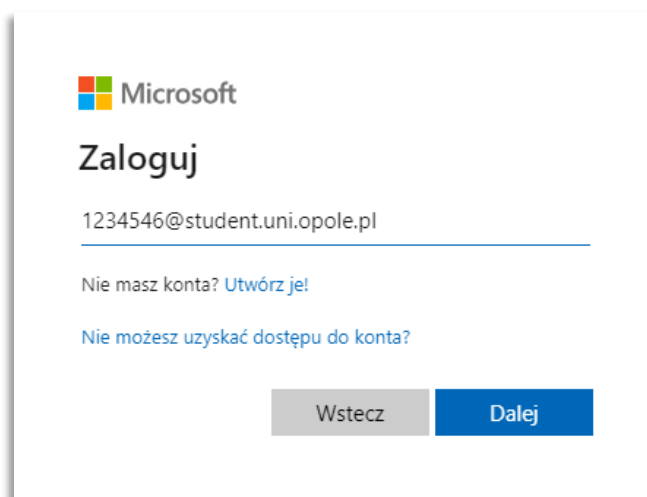 Microsoft
Zaloguj
1234546@student.uni.opole.pl
Nie masz konta? Utwórz je!
Nie możesz uzyskać dostępu do konta?
Wstecz Dalej